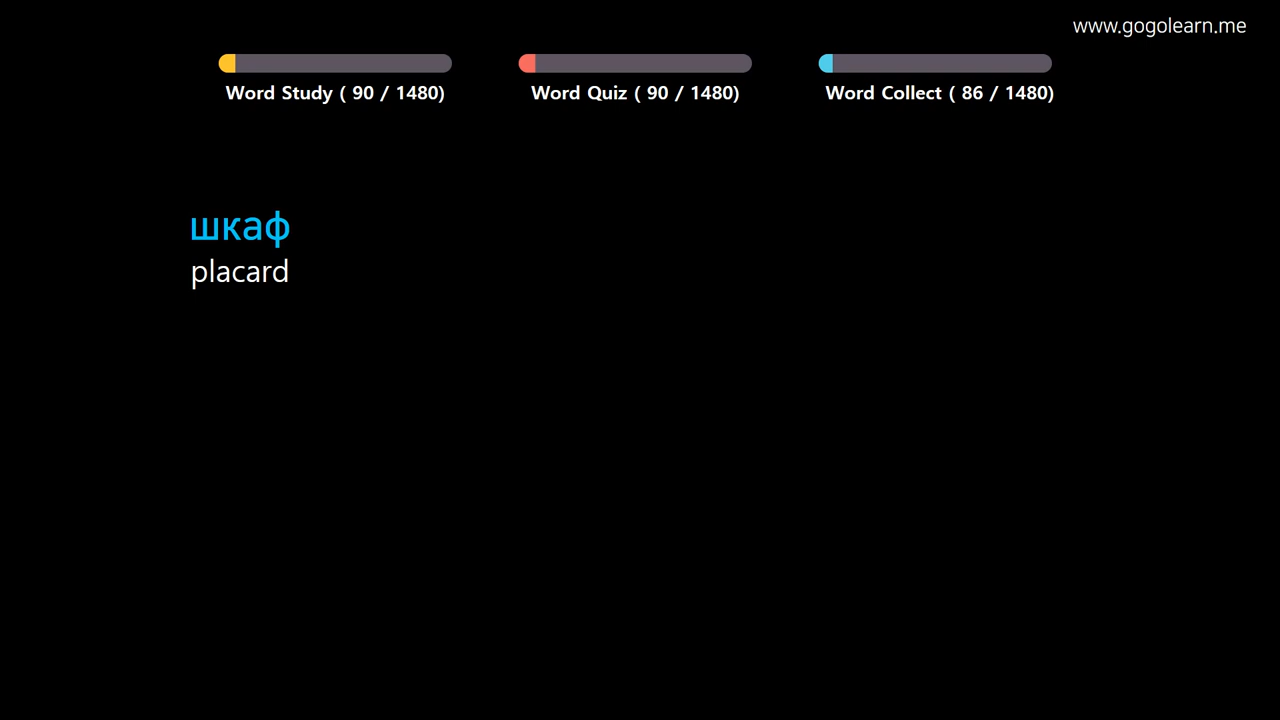 www.gogolearn.me
Word Study ( 90 / 1480)
Word Quiz ( 90 / 1480)
Word Collect ( 86 / 1480)
шкаф
placard